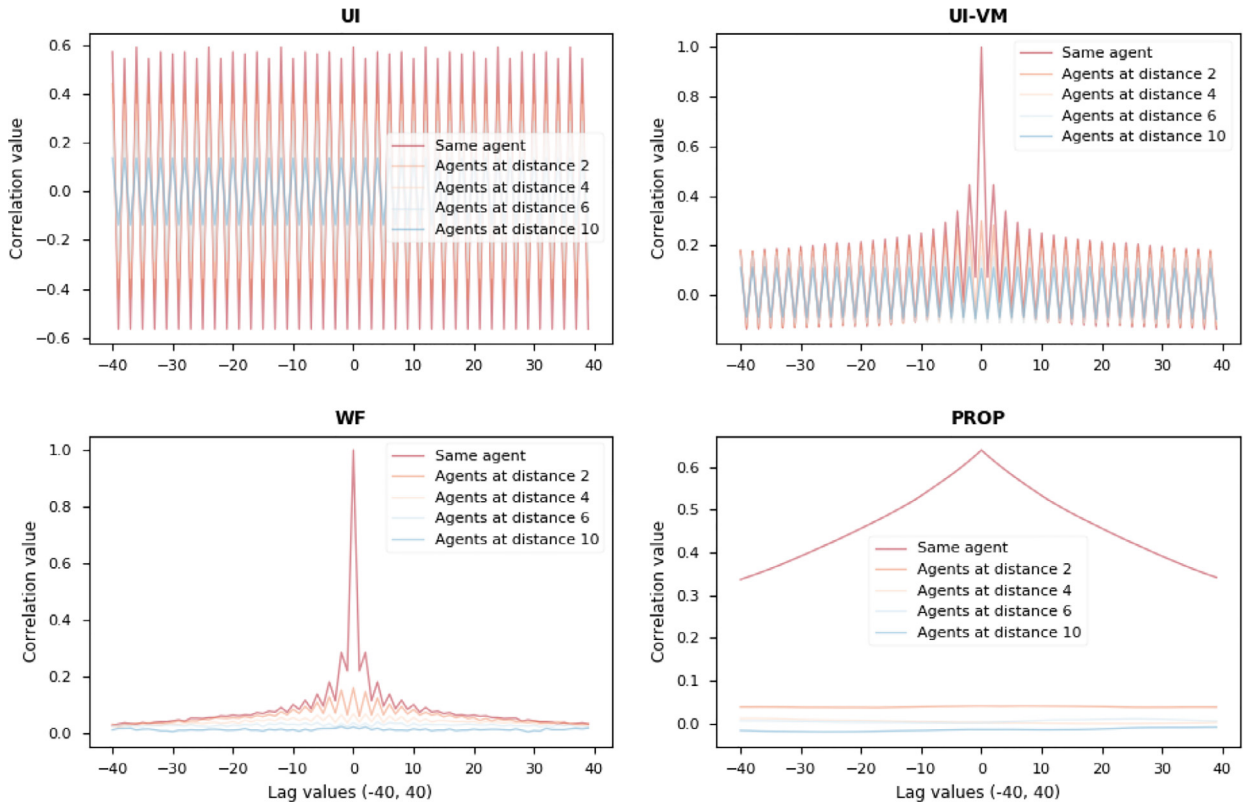 UI
Correlation value
0.6
0.4
0.2
0.0
−0.2
−0.4
−0.6
−40 −30 −20 −10 0 10 20 30 40
Same agent
Agents at distance 2
Agents at distance 4
Agents at distance 6
Agents at distance 10
UI-VM
Correlation value
1.0
0.8
0.6
0.4
0.2
0.0
−40 −30 −20 −10 0 10 20 30 40
Same agent
Agents at distance 2
Agents at distance 4
Agents at distance 6
Agents at distance 10
WF
Correlation value
1.0
0.8
0.6
0.4
0.2
0.0
−40 −30 −20 −10 0 10 20 30 40
Lag values (-40, 40)
Same agent
Agents at distance 2
Agents at distance 4
Agents at distance 6
Agents at distance 10
PROP
Correlation value
0.6
0.5
0.4
0.3
0.2
0.1
0.0
−40 −30 −20 −10 0 10 20 30 40
Lag values (-40, 40)
Same agent
Agents at distance 2
Agents at distance 4
Agents at distance 6
Agents at distance 10